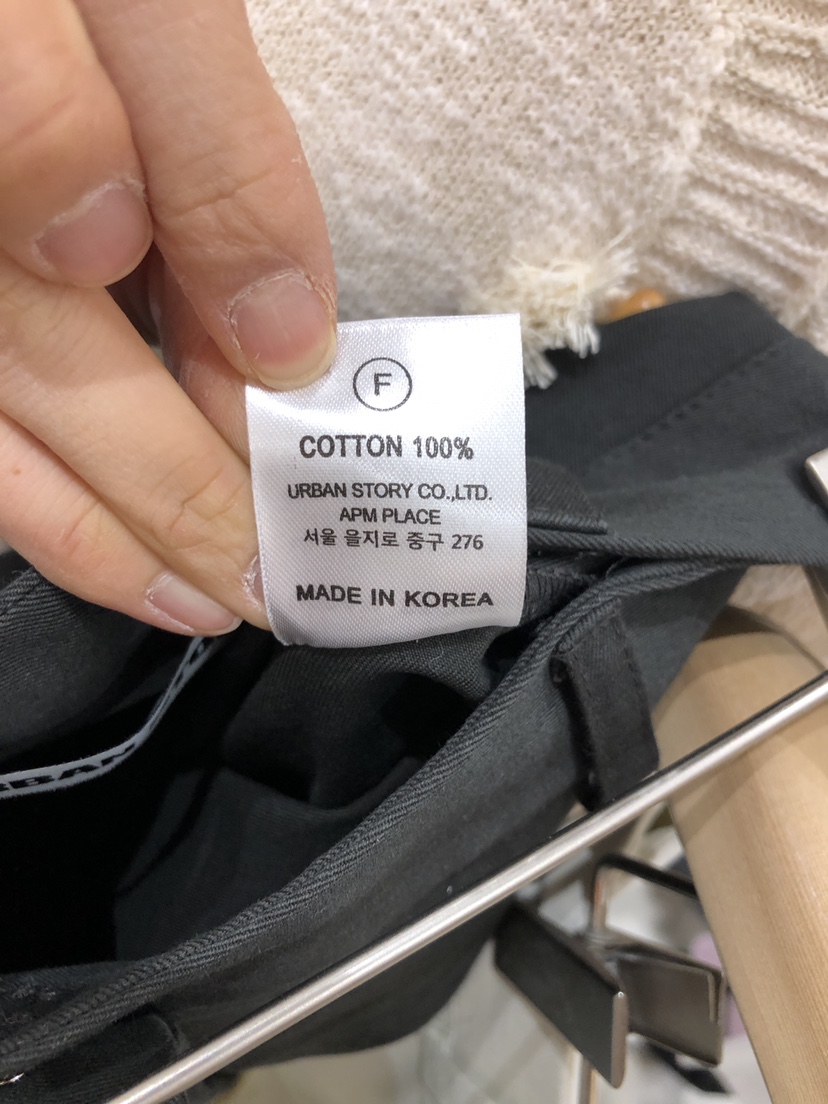 F
COTTON 100%
URBAN STORY CO.,LTD.
APM PLACE
서울 을지로 중구 276
MADE IN KOREA